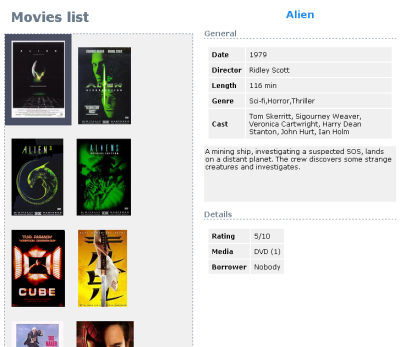 Movies list
ALIEN
ALIEN
ALIEN³
ALIENS
CUBE
Alien
General
Date 1979
Director Ridley Scott
Length 116 min
Genre Sci-fi,Horror,Thriller
Cast Tom Skerritt, Sigourney Weaver,
Veronica Cartwright, Harry Dean
Stanton, John Hurt, Ian Holm
A mining ship, investigating a suspected SOS, lands
on a distant planet. The crew discovers some strange
creatures and investigates.
Details
Rating 5/10
Media DVD (1)
Borrower Nobody